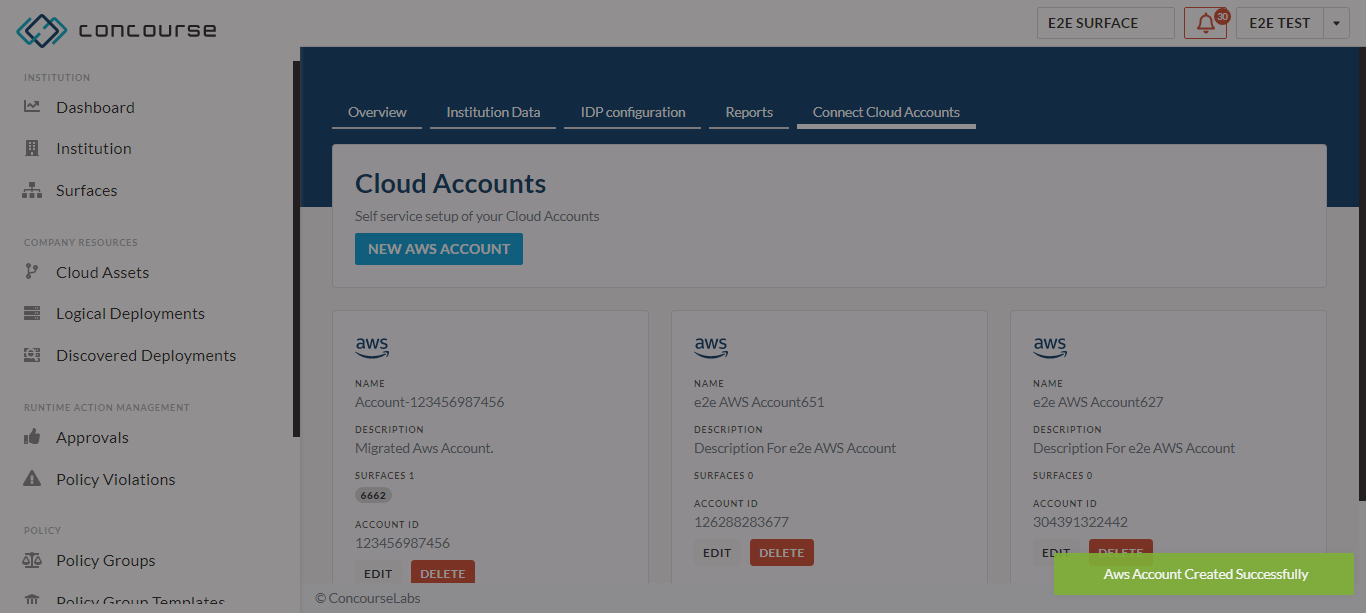 concourse
E2E SURFACE
30
E2E TEST
INSTITUTION
Dashboard
Institution
Surfaces
COMPANY RESOURCES
Cloud Assets
Logical Deployments
Discovered Deployments
RUNTIME ACTION MANAGEMENT
Approvals
Policy Violations
POLICY
Policy Groups
Policy Group Templates
Overview Institution Data IDP configuration Reports Connect Cloud Accounts
Cloud Accounts
Self service setup of your Cloud Accounts
NEW AWS ACCOUNT
aws
NAME
Account-123456987456
DESCRIPTION
Migrated Aws Account.
SURFACES 1
6662
ACCOUNT ID
123456987456
EDIT DELETE
aws
NAME
e2e AWS Account651
DESCRIPTION
Description For e2e AWS Account
SURFACES 0
ACCOUNT ID
126288283677
EDIT DELETE
aws
NAME
e2e AWS Account627
DESCRIPTION
Description For e2e AWS Account
SURFACES 0
ACCOUNT ID
304391322442
EDIT DELETE
Aws Account Created Successfully
© ConcourseLabs